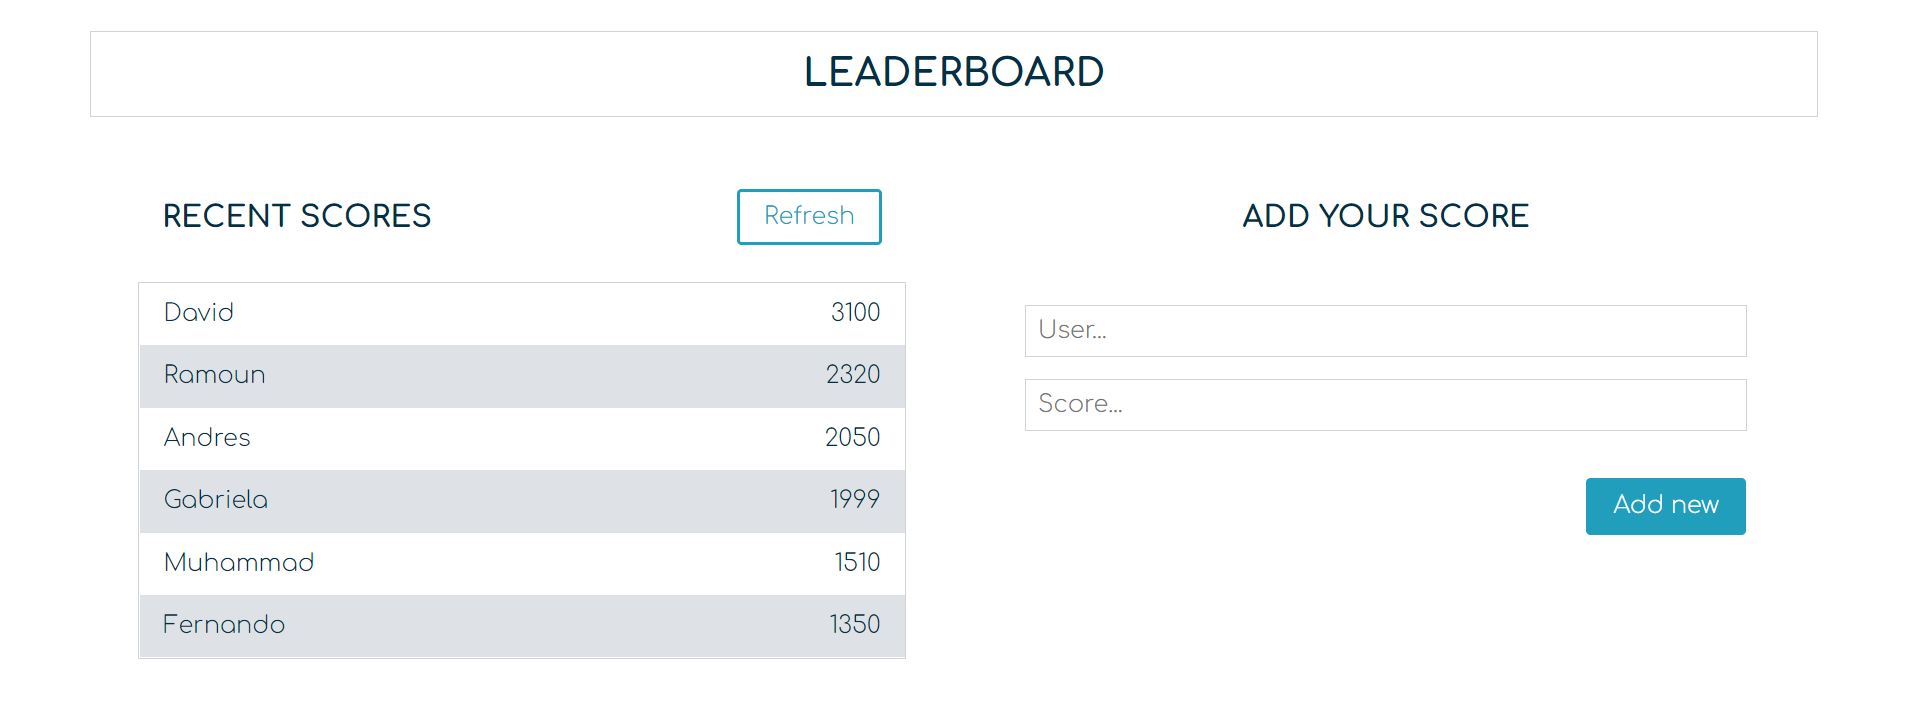 LEADERBOARD
RECENT SCORES
Refresh
David 3100
Ramoun 2320
Andres 2050
Gabriela 1999
Muhammad 1510
Fernando 1350
ADD YOUR SCORE
User...
Score...
Add new